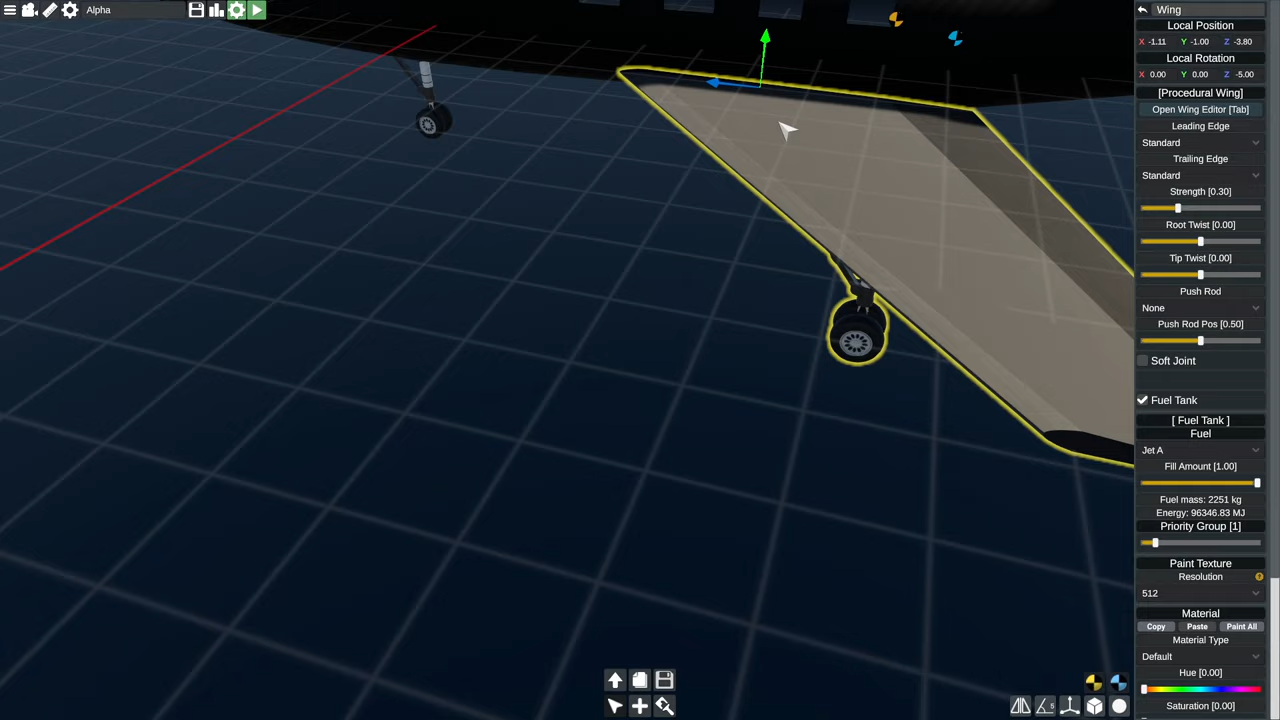 Alpha
Wing
Local Position
X -1.11 Y -1.00 Z -3.80
Local Rotation
X 0.00 Y 0.00 Z -5.00
[Procedural Wing]
Open Wing Editor [Tab]
Leading Edge
Standard
Trailing Edge
Standard
Strength [0.30]
Root Twist [0.00]
Tip Twist [0.00]
Push Rod
None
Push Rod Pos [0.50]
Soft Joint
Fuel Tank
[ Fuel Tank ]
Fuel
Jet A
Fill Amount [1.00]
Fuel mass: 2251 kg
Energy: 96346.83 MJ
Priority Group [1]
Paint Texture
Resolution
512
Material
Copy Paste Paint All
Material Type
Default
Hue [0.00]
Saturation [0.00]